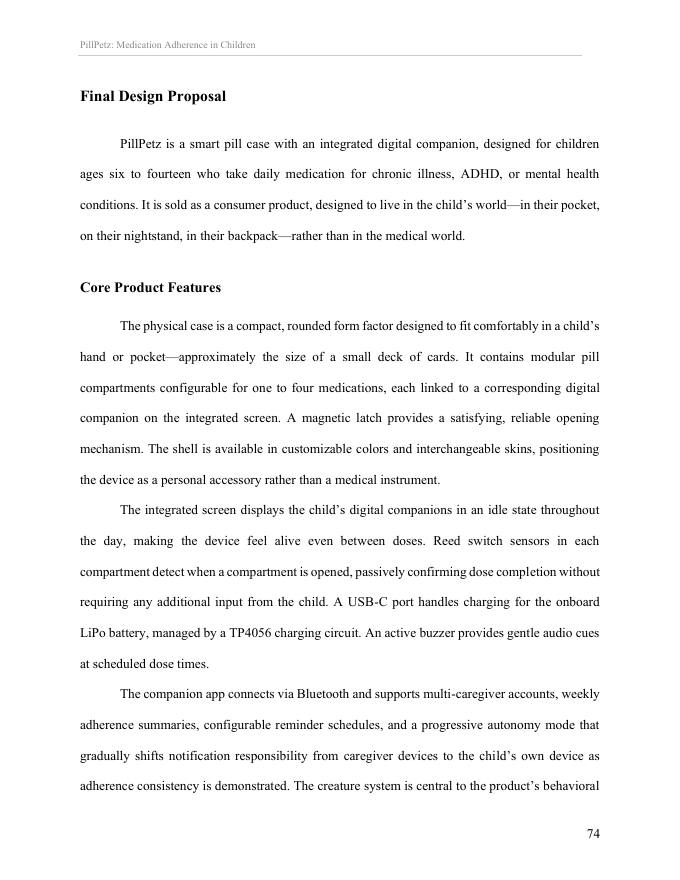 PillPetz: Medication Adherence in Children
Final Design Proposal
PillPetz is a smart pill case with an integrated digital companion, designed for children
ages six to fourteen who take daily medication for chronic illness, ADHD, or mental health
conditions. It is sold as a consumer product, designed to live in the child’s world—in their pocket,
on their nightstand, in their backpack—rather than in the medical world.
Core Product Features
The physical case is a compact, rounded form factor designed to fit comfortably in a child’s
hand or pocket—approximately the size of a small deck of cards. It contains modular pill
compartments configurable for one to four medications, each linked to a corresponding digital
companion on the integrated screen. A magnetic latch provides a satisfying, reliable opening
mechanism. The shell is available in customizable colors and interchangeable skins, positioning
the device as a personal accessory rather than a medical instrument.
The integrated screen displays the child’s digital companions in an idle state throughout
the day, making the device feel alive even between doses. Reed switch sensors in each
compartment detect when a compartment is opened, passively confirming dose completion without
requiring any additional input from the child. A USB-C port handles charging for the onboard
LiPo battery, managed by a TP4056 charging circuit. An active buzzer provides gentle audio cues
at scheduled dose times.
The companion app connects via Bluetooth and supports multi-caregiver accounts, weekly
adherence summaries, configurable reminder schedules, and a progressive autonomy mode that
gradually shifts notification responsibility from caregiver devices to the child’s own device as
adherence consistency is demonstrated. The creature system is central to the product’s behavioral
74